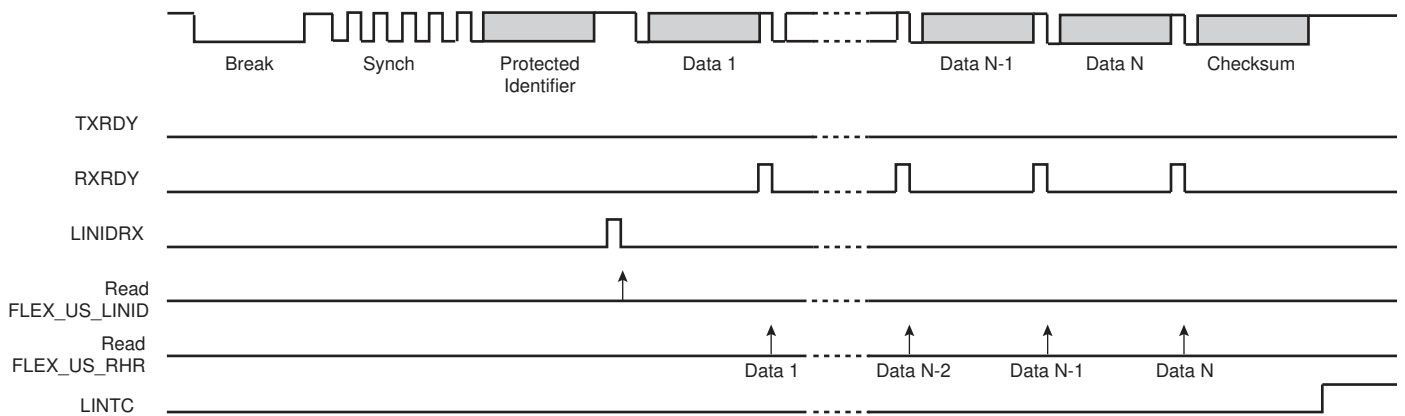 Break Synch Protected Data 1 Data N-1 Data N Checksum
Identifier
TXRDY
RXRDY
LINIDRX
Read
FLEX_US_LINID
Read
FLEX_US_RHR
Data 1 Data N-2 Data N-1 Data N
LINTC